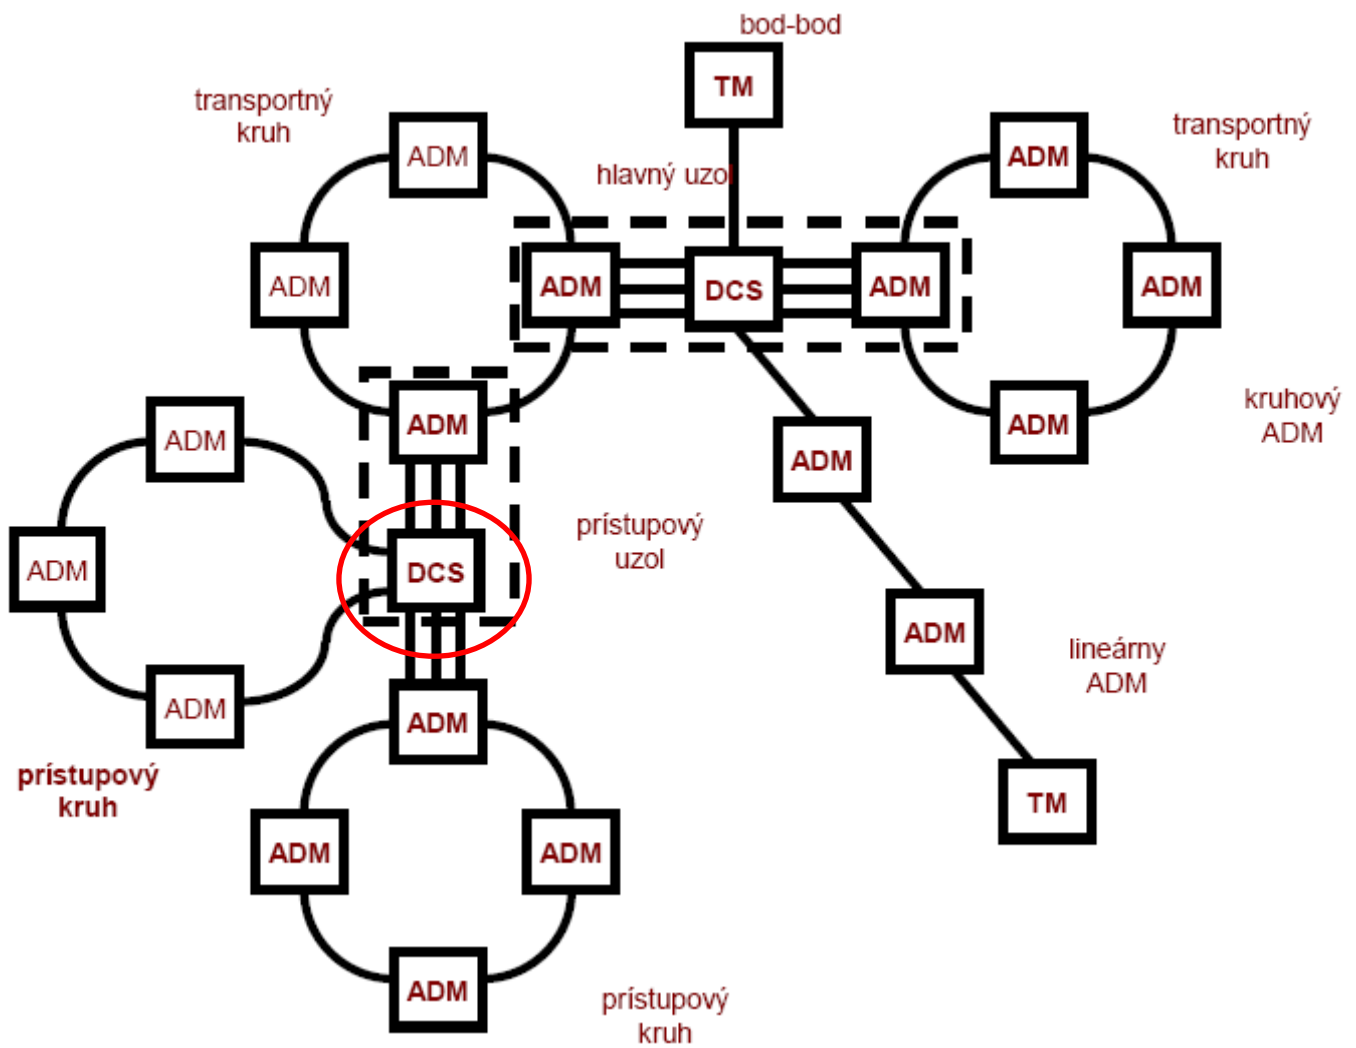 bod-bod
TM
transportný
kruh
ADM
transportný
kruh
ADM
hlavný uzol
ADM
ADM
DCS
ADM
ADM
ADM
ADM
ADM
kruhový
ADM
ADM
ADM
prístupový
uzol
DCS
ADM
ADM
lineárny
ADM
ADM
ADM
prístupový
kruh
TM
ADM
ADM
ADM
prístupový
kruh